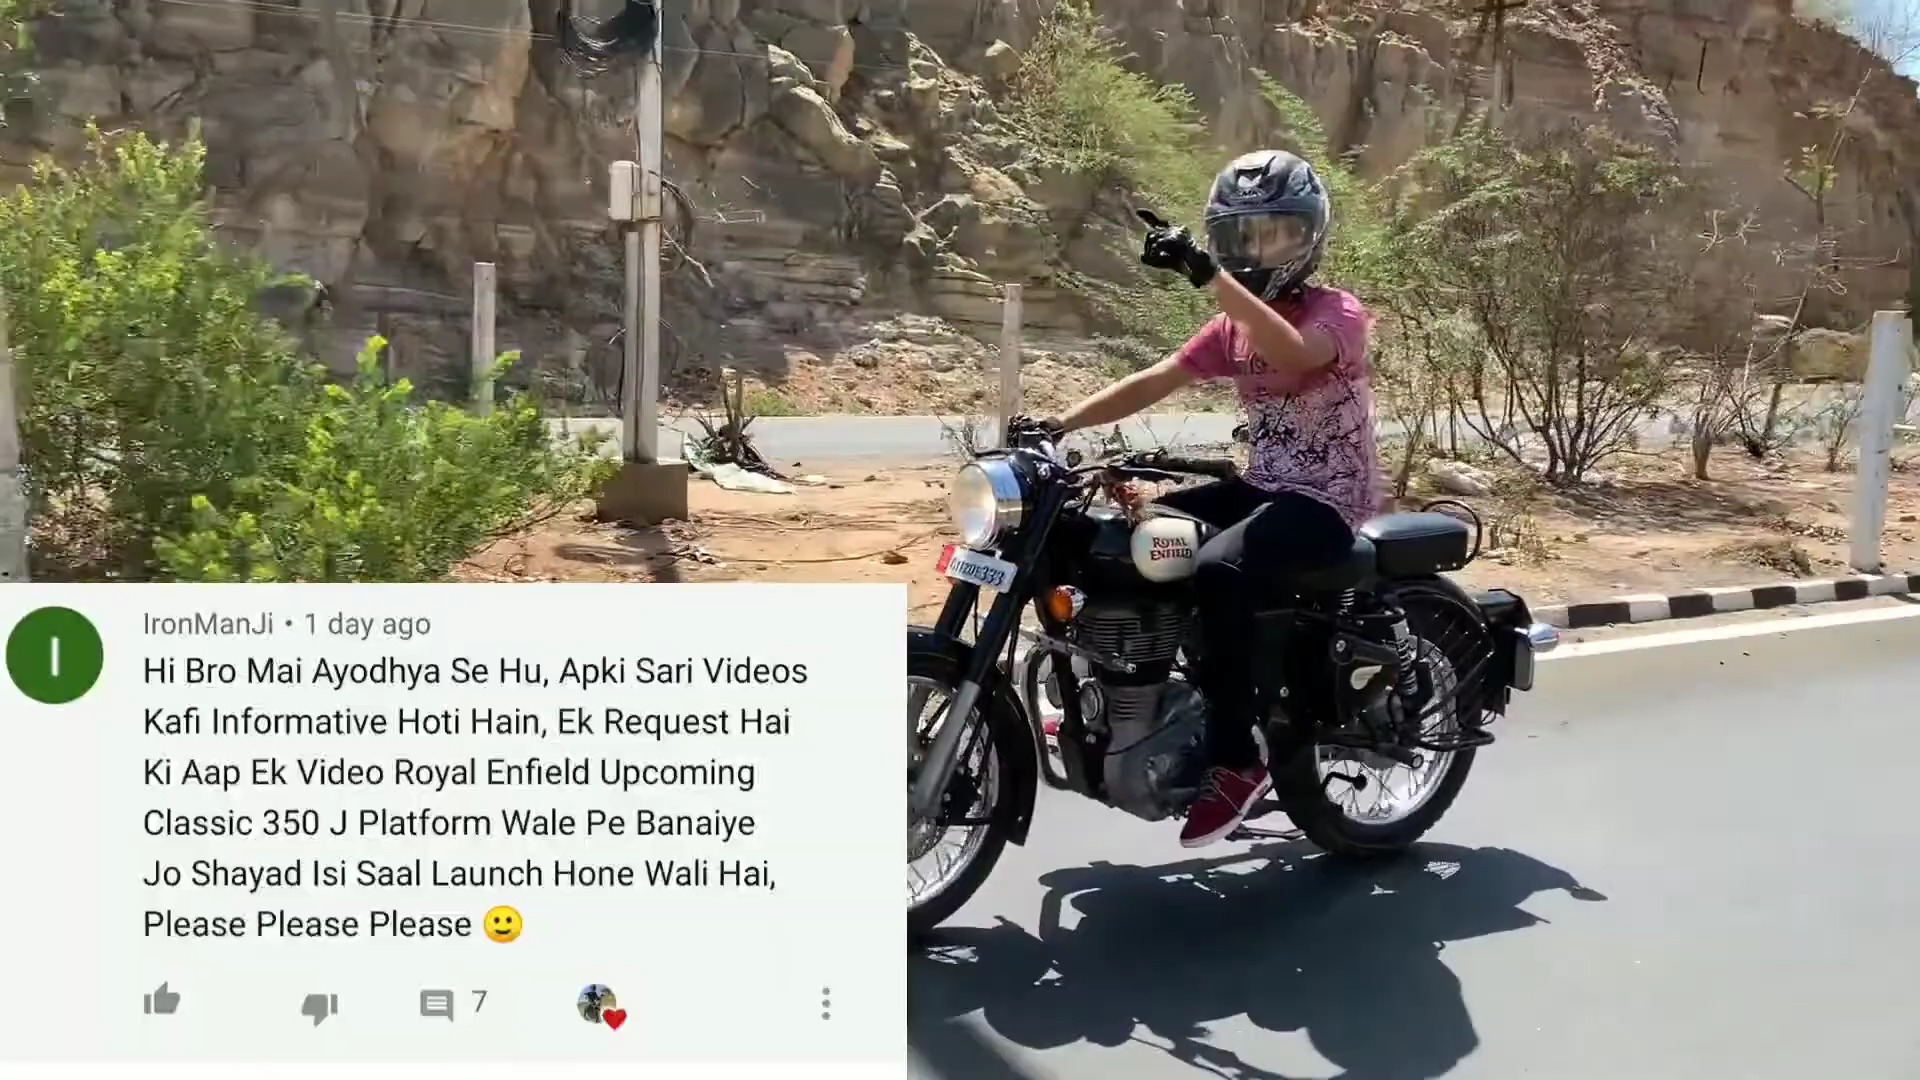 IronManJi • 1 day ago
Hi Bro Mai Ayodhya Se Hu, Apki Sari Videos
Kafi Informative Hoti Hain, Ek Request Hai
Ki Aap Ek Video Royal Enfield Upcoming
Classic 350 J Platform Wale Pe Banaiye
Jo Shayad Isi Saal Launch Hone Wali Hai,
Please Please Please 🙂
7
I
ROYAL
ENFIELD